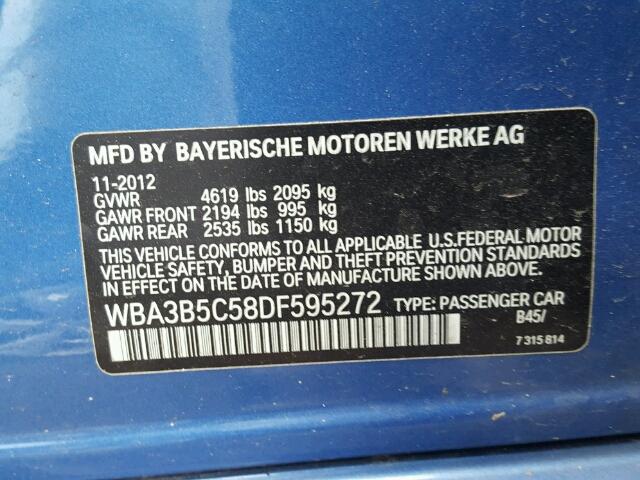 MFD BY BAYERISCHE MOTOREN WERKE AG
11-2012
GVWR 4619 lbs 2095 kg
GAWR FRONT 2194 lbs 995 kg
GAWR REAR 2535 lbs 1150 kg
THIS VEHICLE CONFORMS TO ALL APPLICABLE U.S.FEDERAL MOTOR
VEHICLE SAFETY, BUMPER AND THEFT PREVENTION STANDARDS
IN EFFECT ON THE DATE OF MANUFACTURE SHOWN ABOVE.
WBA3B5C58DF595272 TYPE: PASSENGER CAR
B45/
7 315 814